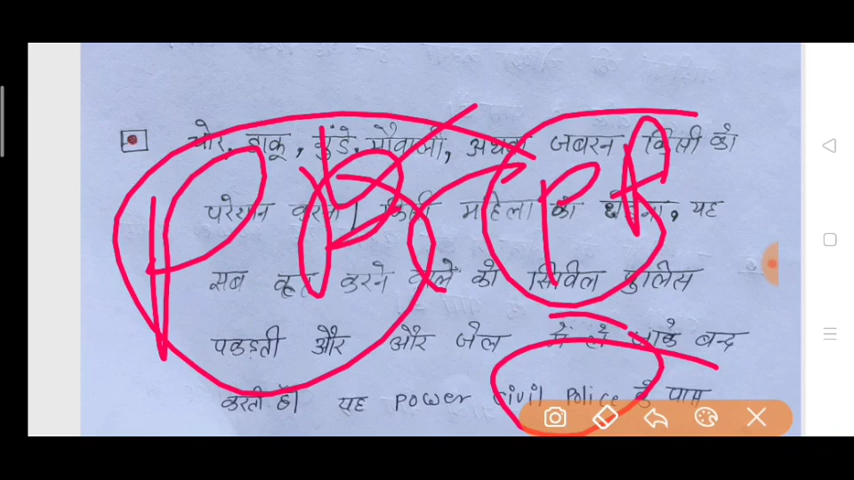 चोर, डाकू, गुंडे, मौवाली, अथवा जबरन किसी को
परेशान करना, किसी महिला को छेड़ना, यह
सब कृत करने वाले को सिविल पुलिस
पकड़ती और और जेल में ले जाके बन्द
करती है। यह Power Civil Police के पास